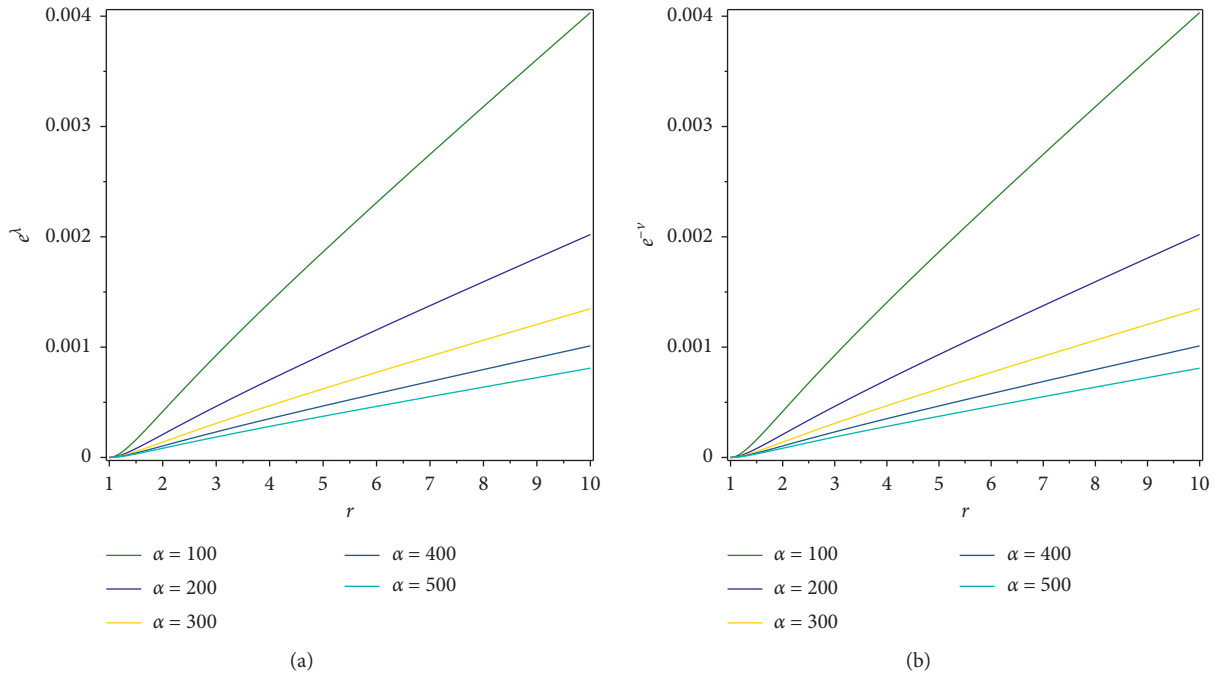 0.004
0.003
0.002
0.001
0
e^λ
1 2 3 4 5 6 7 8 9 10
r
α = 100
α = 200
α = 300
α = 400
α = 500
(a)
0.004
0.003
0.002
0.001
0
e^−ν
1 2 3 4 5 6 7 8 9 10
r
α = 100
α = 200
α = 300
α = 400
α = 500
(b)